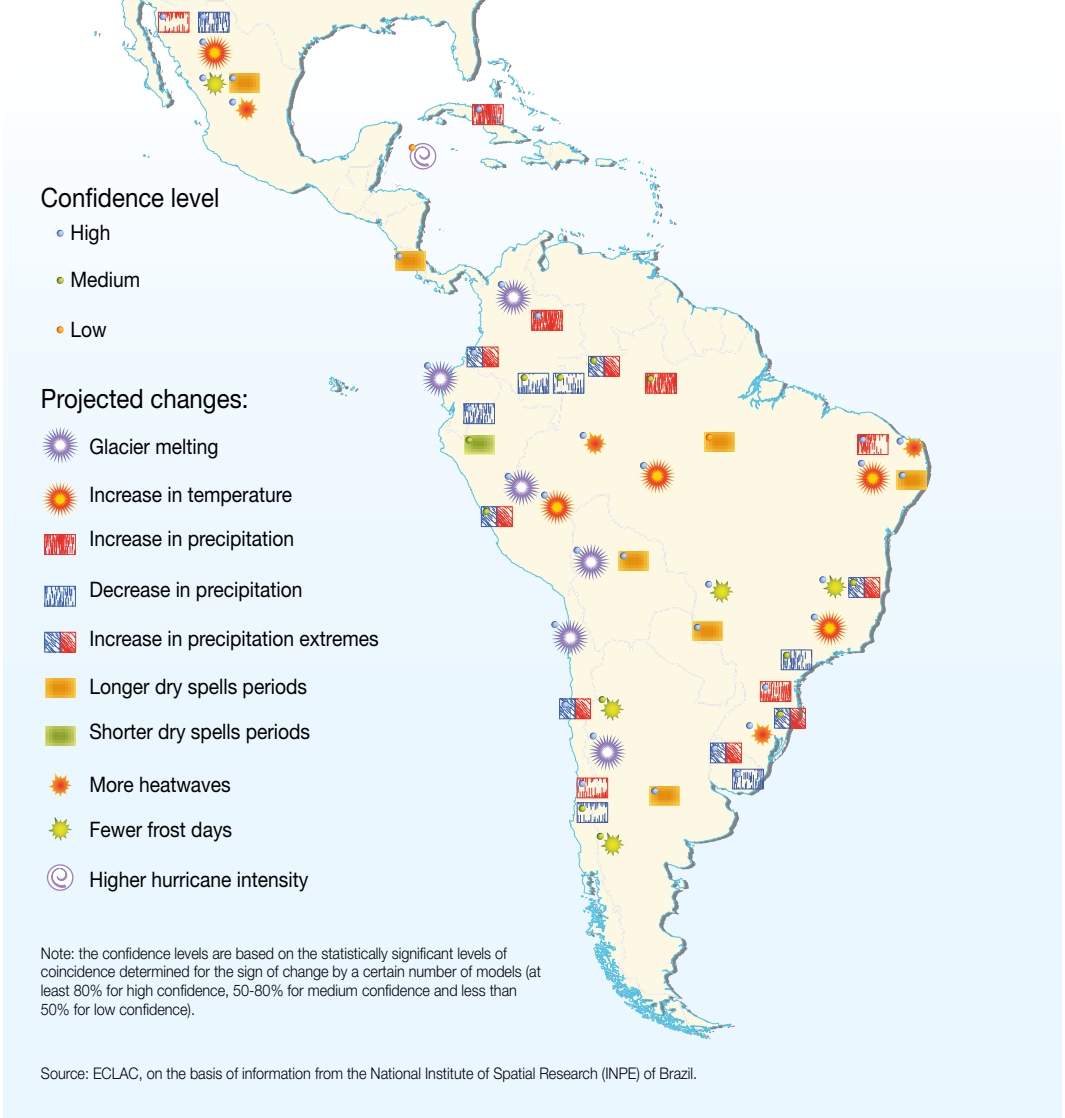 Confidence level
High
Medium
Low
Projected changes:
Glacier melting
Increase in temperature
Increase in precipitation
Decrease in precipitation
Increase in precipitation extremes
Longer dry spells periods
Shorter dry spells periods
More heatwaves
Fewer frost days
Higher hurricane intensity
Note: the confidence levels are based on the statistically significant levels of
coincidence determined for the sign of change by a certain number of models (at
least 80% for high confidence, 50-80% for medium confidence and less than
50% for low confidence).
Source: ECLAC, on the basis of information from the National Institute of Spatial Research (INPE) of Brazil.